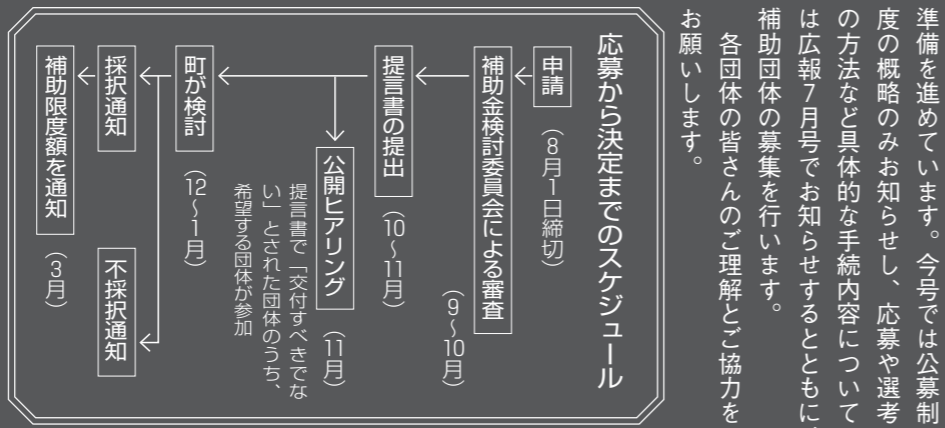 準備を進めています。今号では公募制
度の概略のみお知らせし、応募や選考
の方法など具体的な手続内容について
は広報7月号でお知らせするとともに、
補助団体の募集を行います。
各団体の皆さんのご理解とご協力を
お願いします。
応募から決定までのスケジュール
申請
（8月1日締切）
補助金検討委員会による審査
（9〜10月）
提言書の提出
（10〜11月）
公開ヒアリング
（11月）
提言書で「交付すべきでな
い」とされた団体のうち、
希望する団体が参加
町が検討
（12〜1月）
採択通知
不採択通知
補助限度額を通知
（3月）